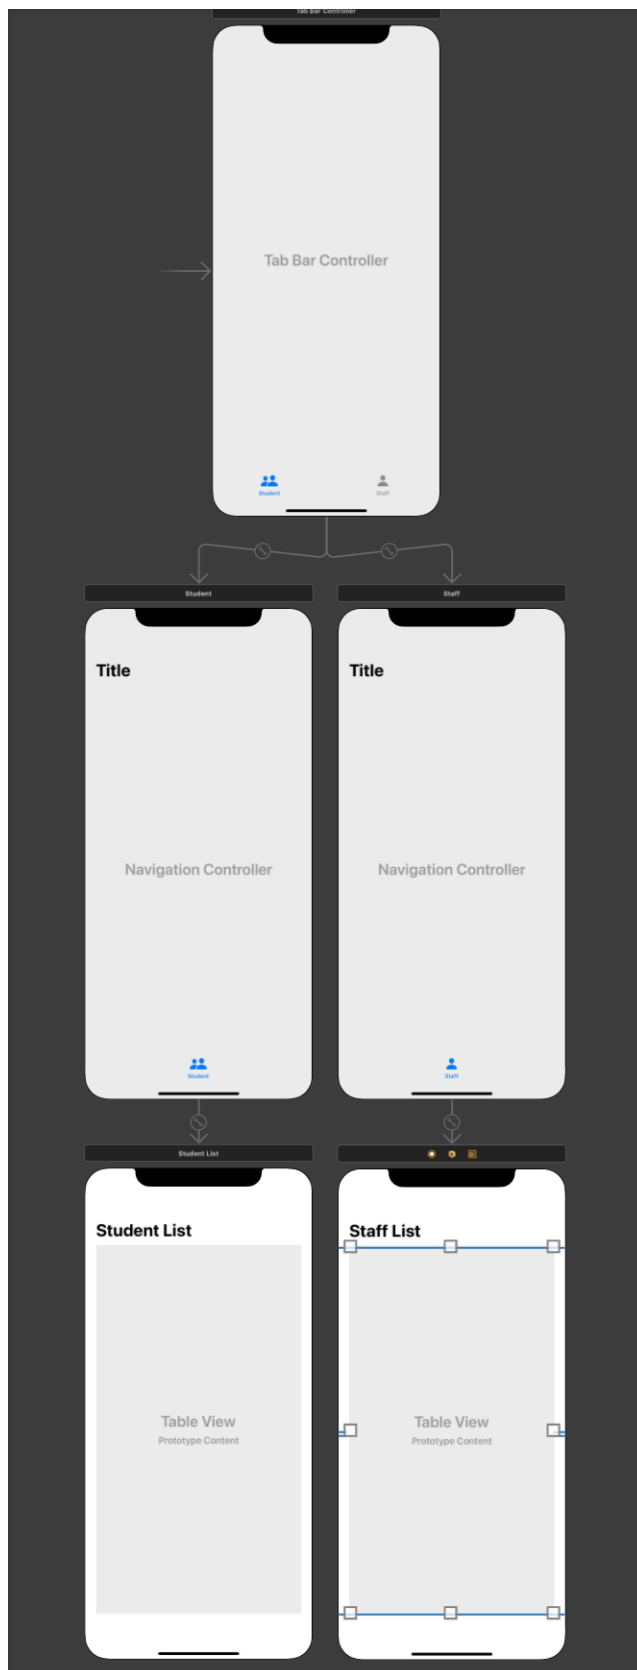 Tab Bar Controller
Tab Bar Controller
Student
Staff
Student
Staff
Title
Title
Navigation Controller
Navigation Controller
Student
Staff
Student List
Student List
Staff List
Table View
Prototype Content
Table View
Prototype Content